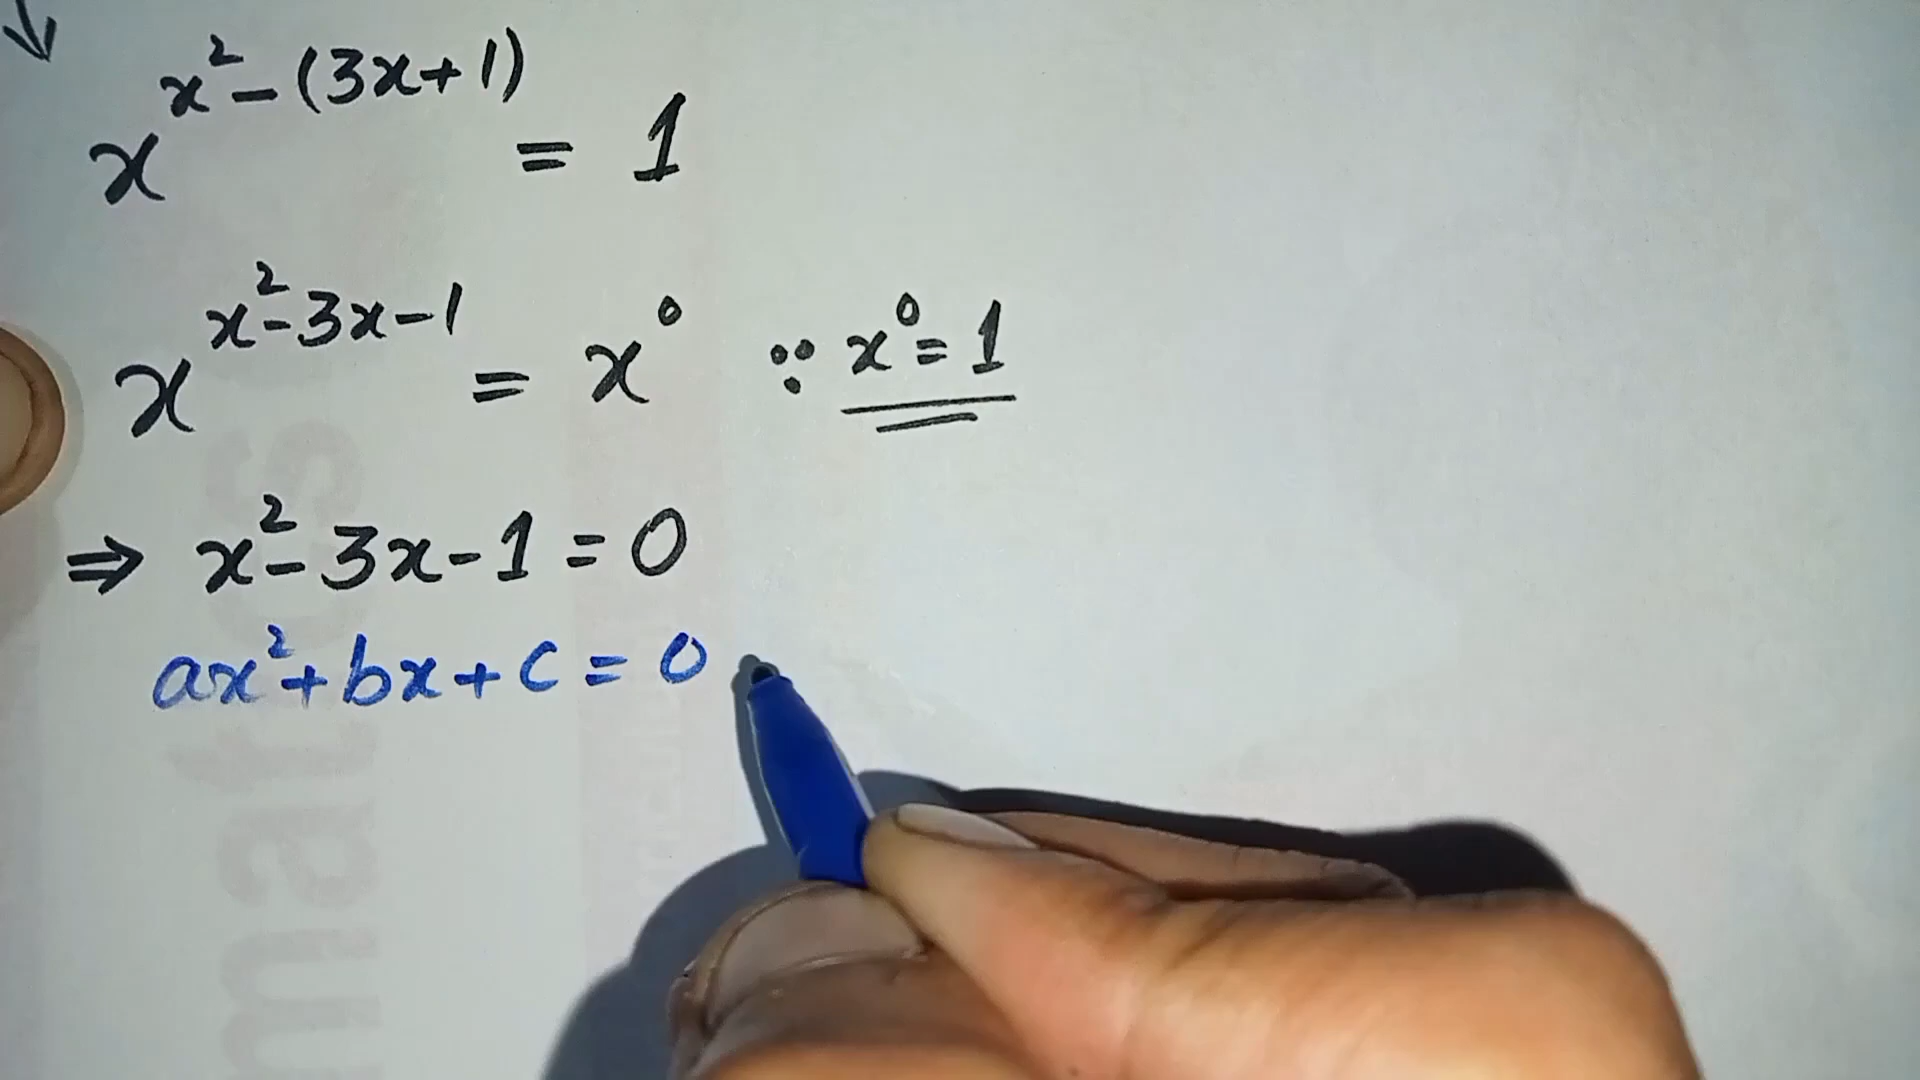 x^{x²-(3x+1)} = 1
x^{x²-3x-1} = x⁰ ∵ x⁰ = 1
⇒ x²-3x-1 = 0
ax²+bx+c = 0